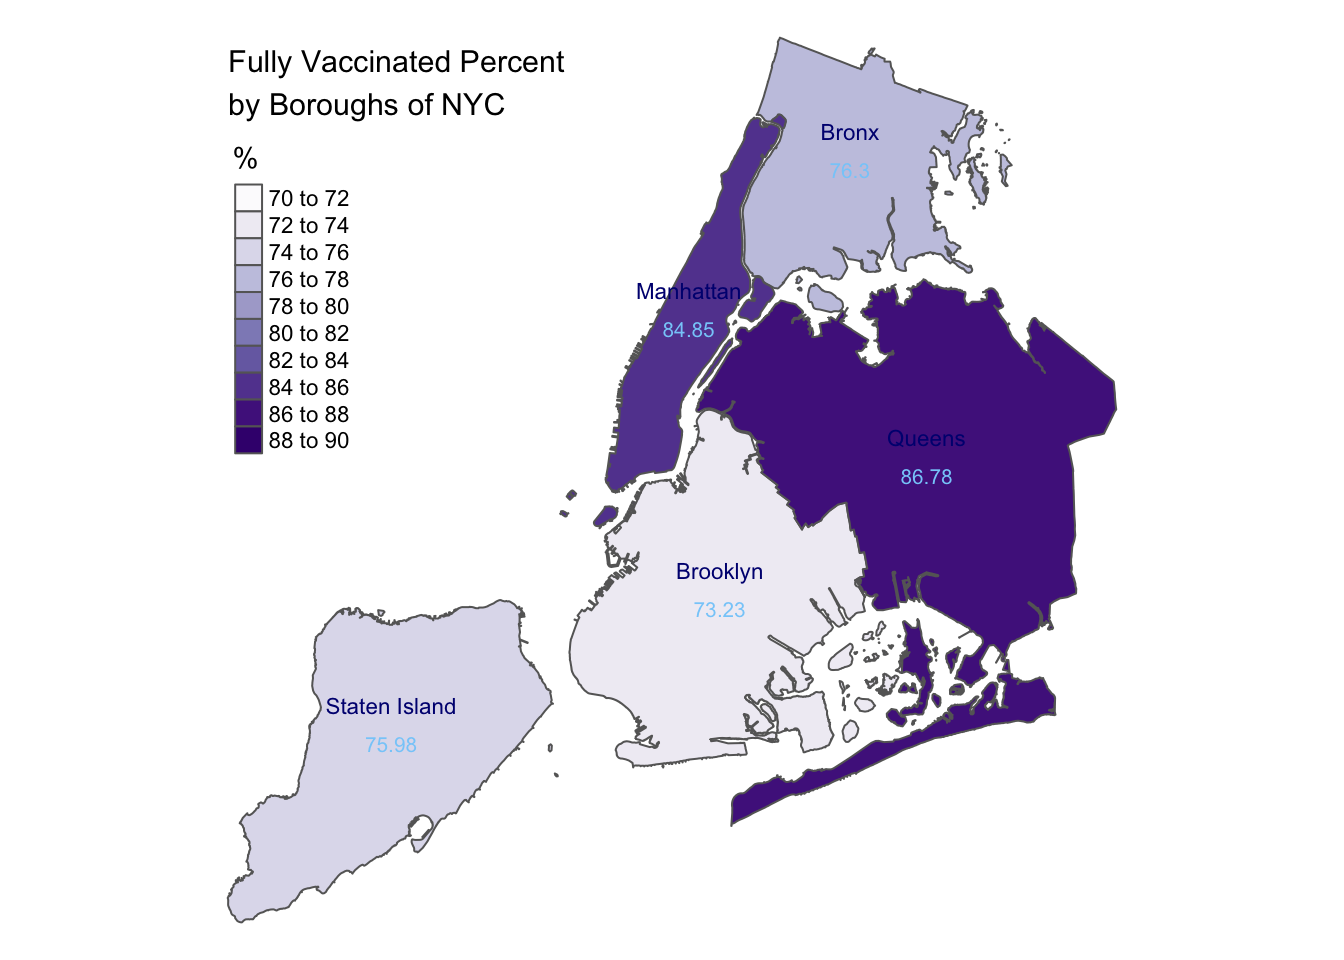 Fully Vaccinated Percent
by Boroughs of NYC
%
70 to 72
72 to 74
74 to 76
76 to 78
78 to 80
80 to 82
82 to 84
84 to 86
86 to 88
88 to 90
Bronx
76.3
Manhattan
84.85
Queens
86.78
Brooklyn
73.23
Staten Island
75.98